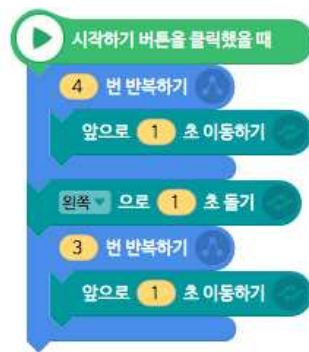 시작하기 버튼을 클릭했을 때
4 번 반복하기
앞으로 1 초 이동하기
왼쪽 으로 1 초 돌기
3 번 반복하기
앞으로 1 초 이동하기